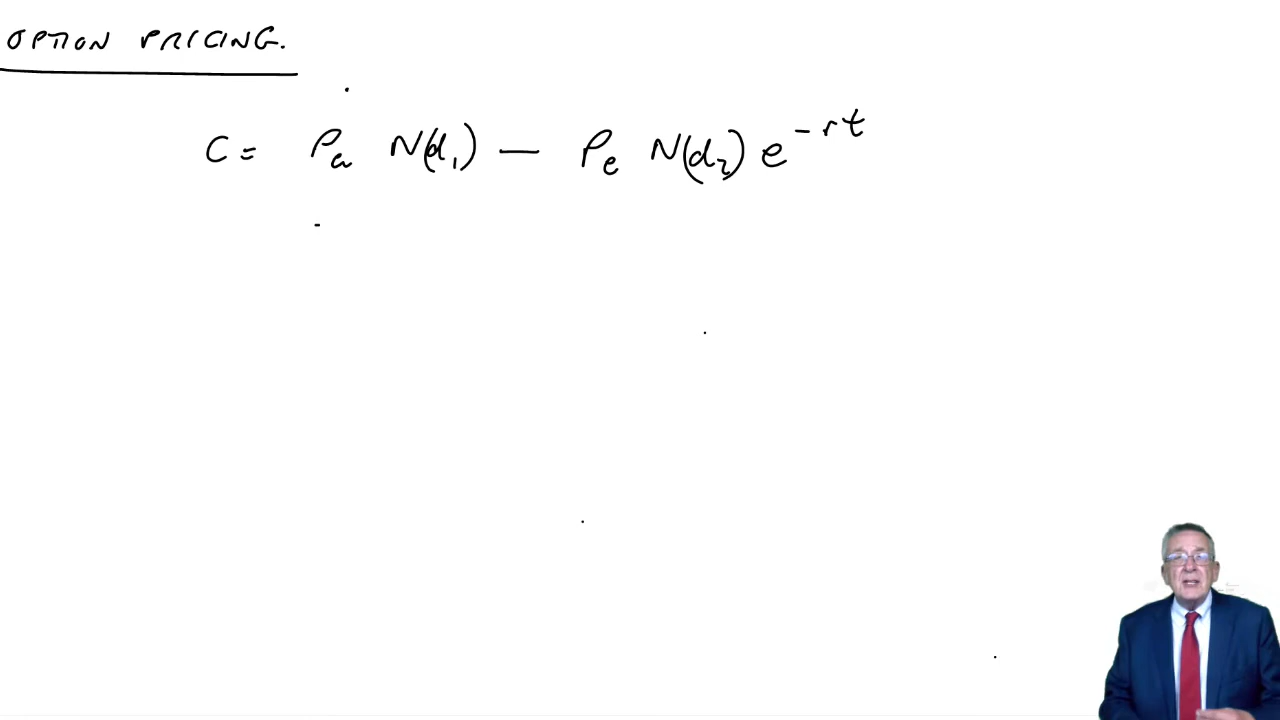 OPTION PRICING.
C = Pa N(d1) — Pe N(d2) e^-rt